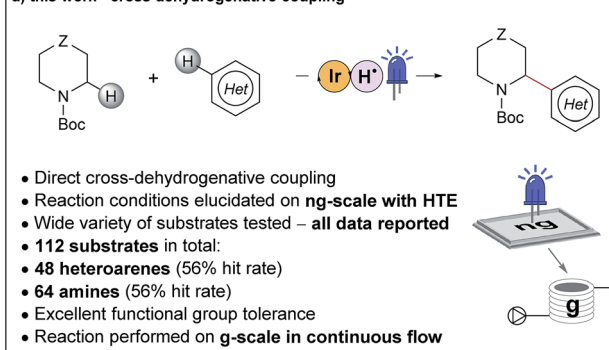 d) this work - cross dehydrogenative coupling
Z
N
Boc
H
+
H
Het
Ir
H•
Z
N
Boc
Het
• Direct cross-dehydrogenative coupling
• Reaction conditions elucidated on ng-scale with HTE
• Wide variety of substrates tested – all data reported
• 112 substrates in total:
• 48 heteroarenes (56% hit rate)
• 64 amines (56% hit rate)
• Excellent functional group tolerance
• Reaction performed on g-scale in continuous flow
ng
g